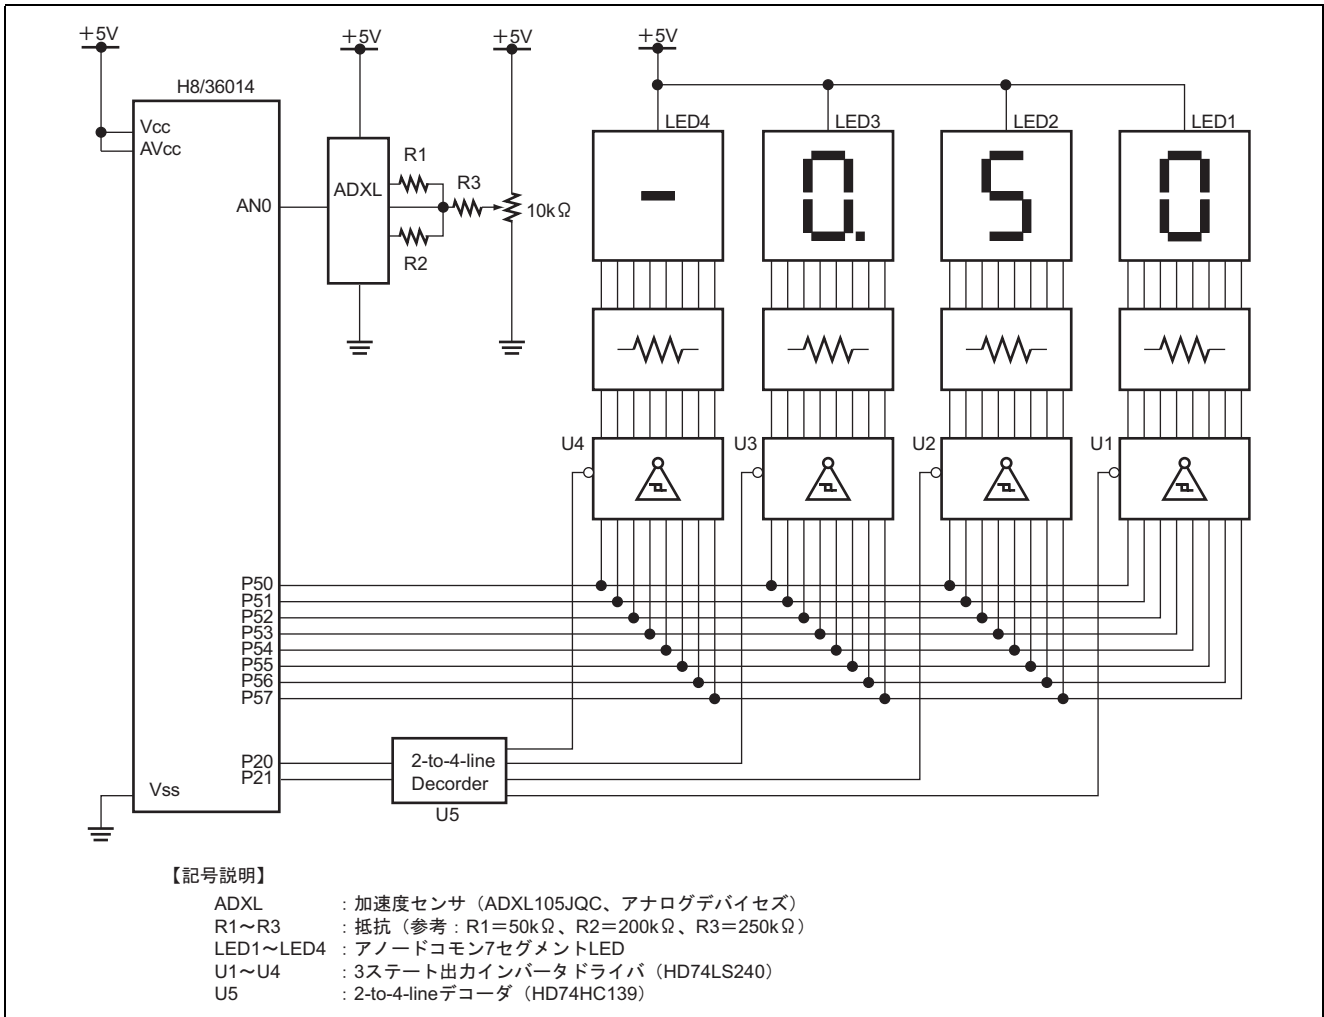 +5V
+5V
+5V
+5V
H8/36014
Vcc
AVcc
AN0
ADXL
R1
R3
R2
10kΩ
LED4
LED3
LED2
LED1
-
0.
5
0
U4
U3
U2
U1
P50
P51
P52
P53
P54
P55
P56
P57
P20
P21
Vss
2-to-4-line
Decorder
U5
【記号説明】
ADXL : 加速度センサ（ADXL105JQC、アナログデバイセズ）
R1～R3 : 抵抗（参考：R1＝50kΩ、R2＝200kΩ、R3＝250kΩ）
LED1～LED4 : アノードコモン7セグメントLED
U1～U4 : 3ステート出力インバータドライバ（HD74LS240）
U5 : 2-to-4-lineデコーダ（HD74HC139）